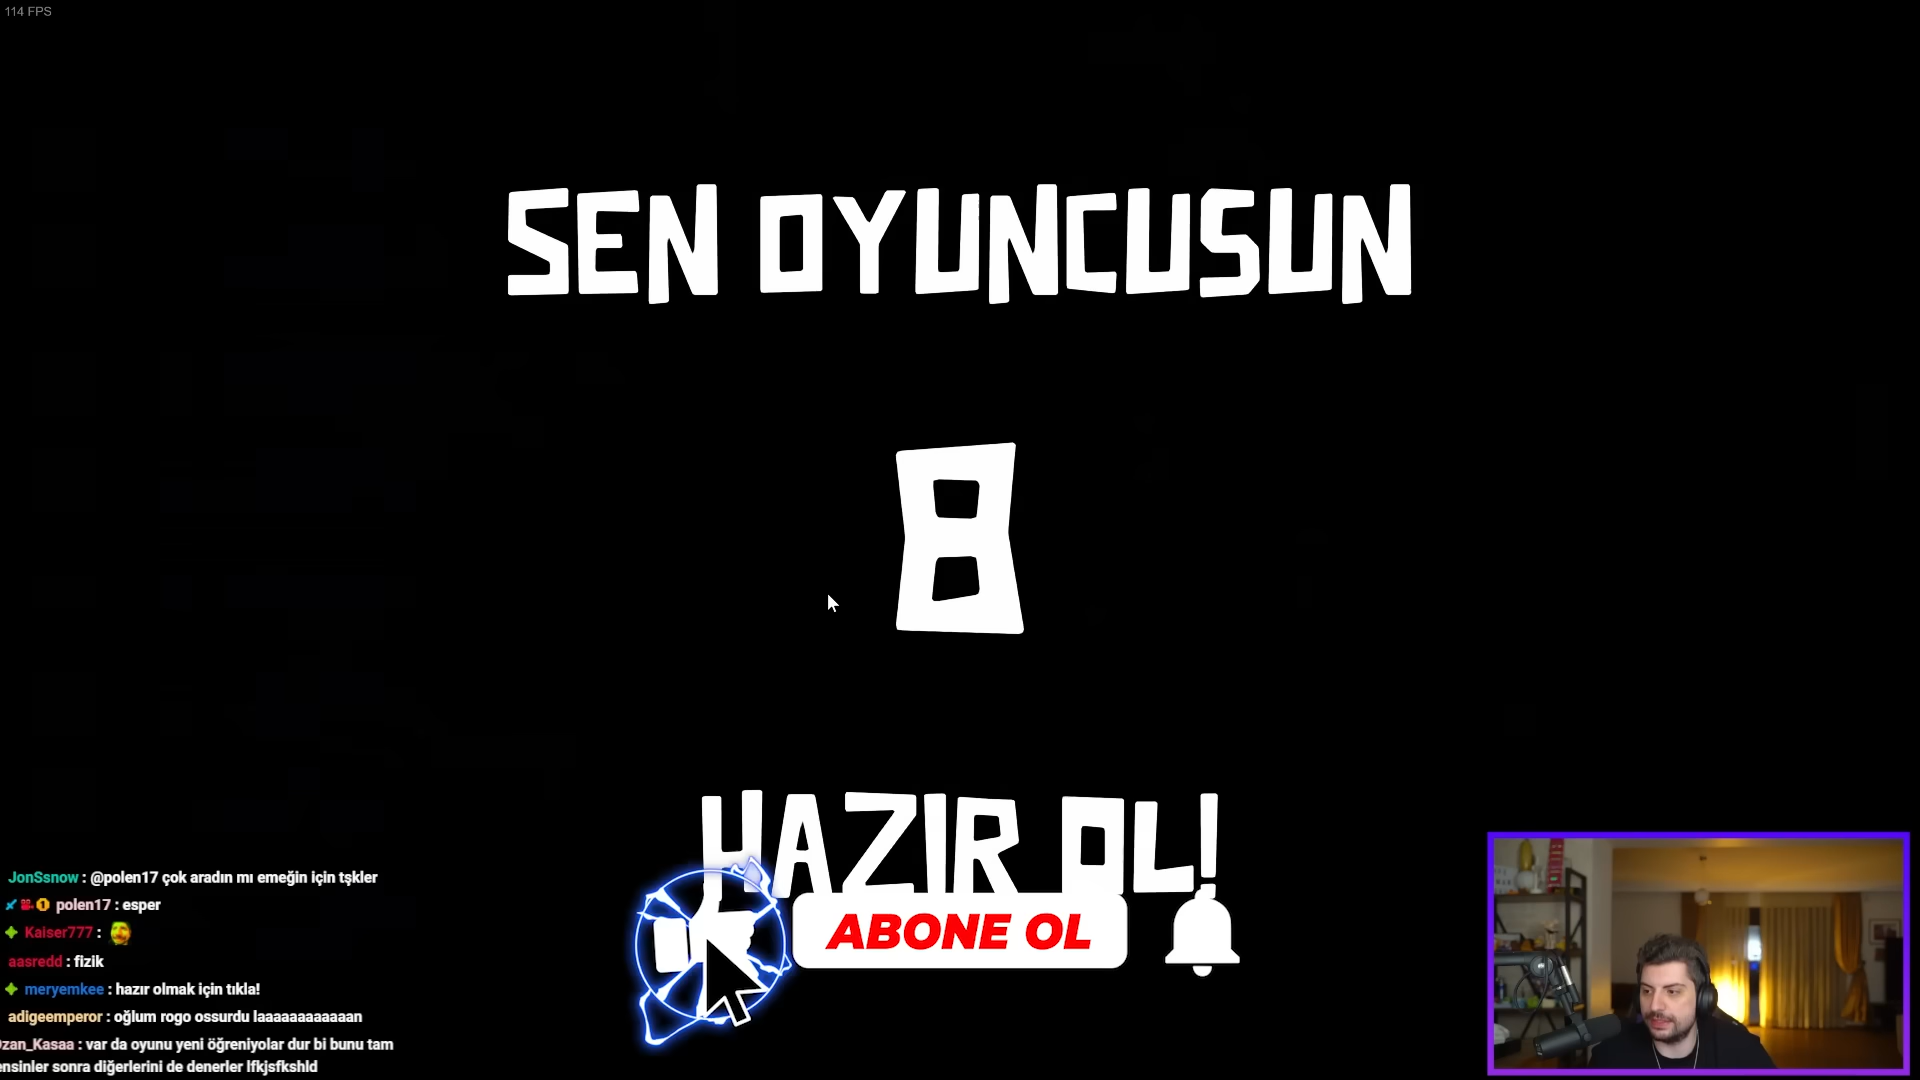 114 FPS
SEN OYUNCUSUN
8
HAZIR OL!
ABONE OL
JonSsnow : @polen17 çok aradın mı emeğin için tşkler
polen17 : esper
Kaiser777 :
aasredd : fizik
meryemkee : hazır olmak için tıkla!
adigeemperor : oğlum rogo ossurdu laaaaaaaaaaaan
Ozan_Kasaa : var da oyunu yeni öğreniyolar dur bi bunu tam
ensinler sonra diğerlerini de denerler lfkjsfkshld